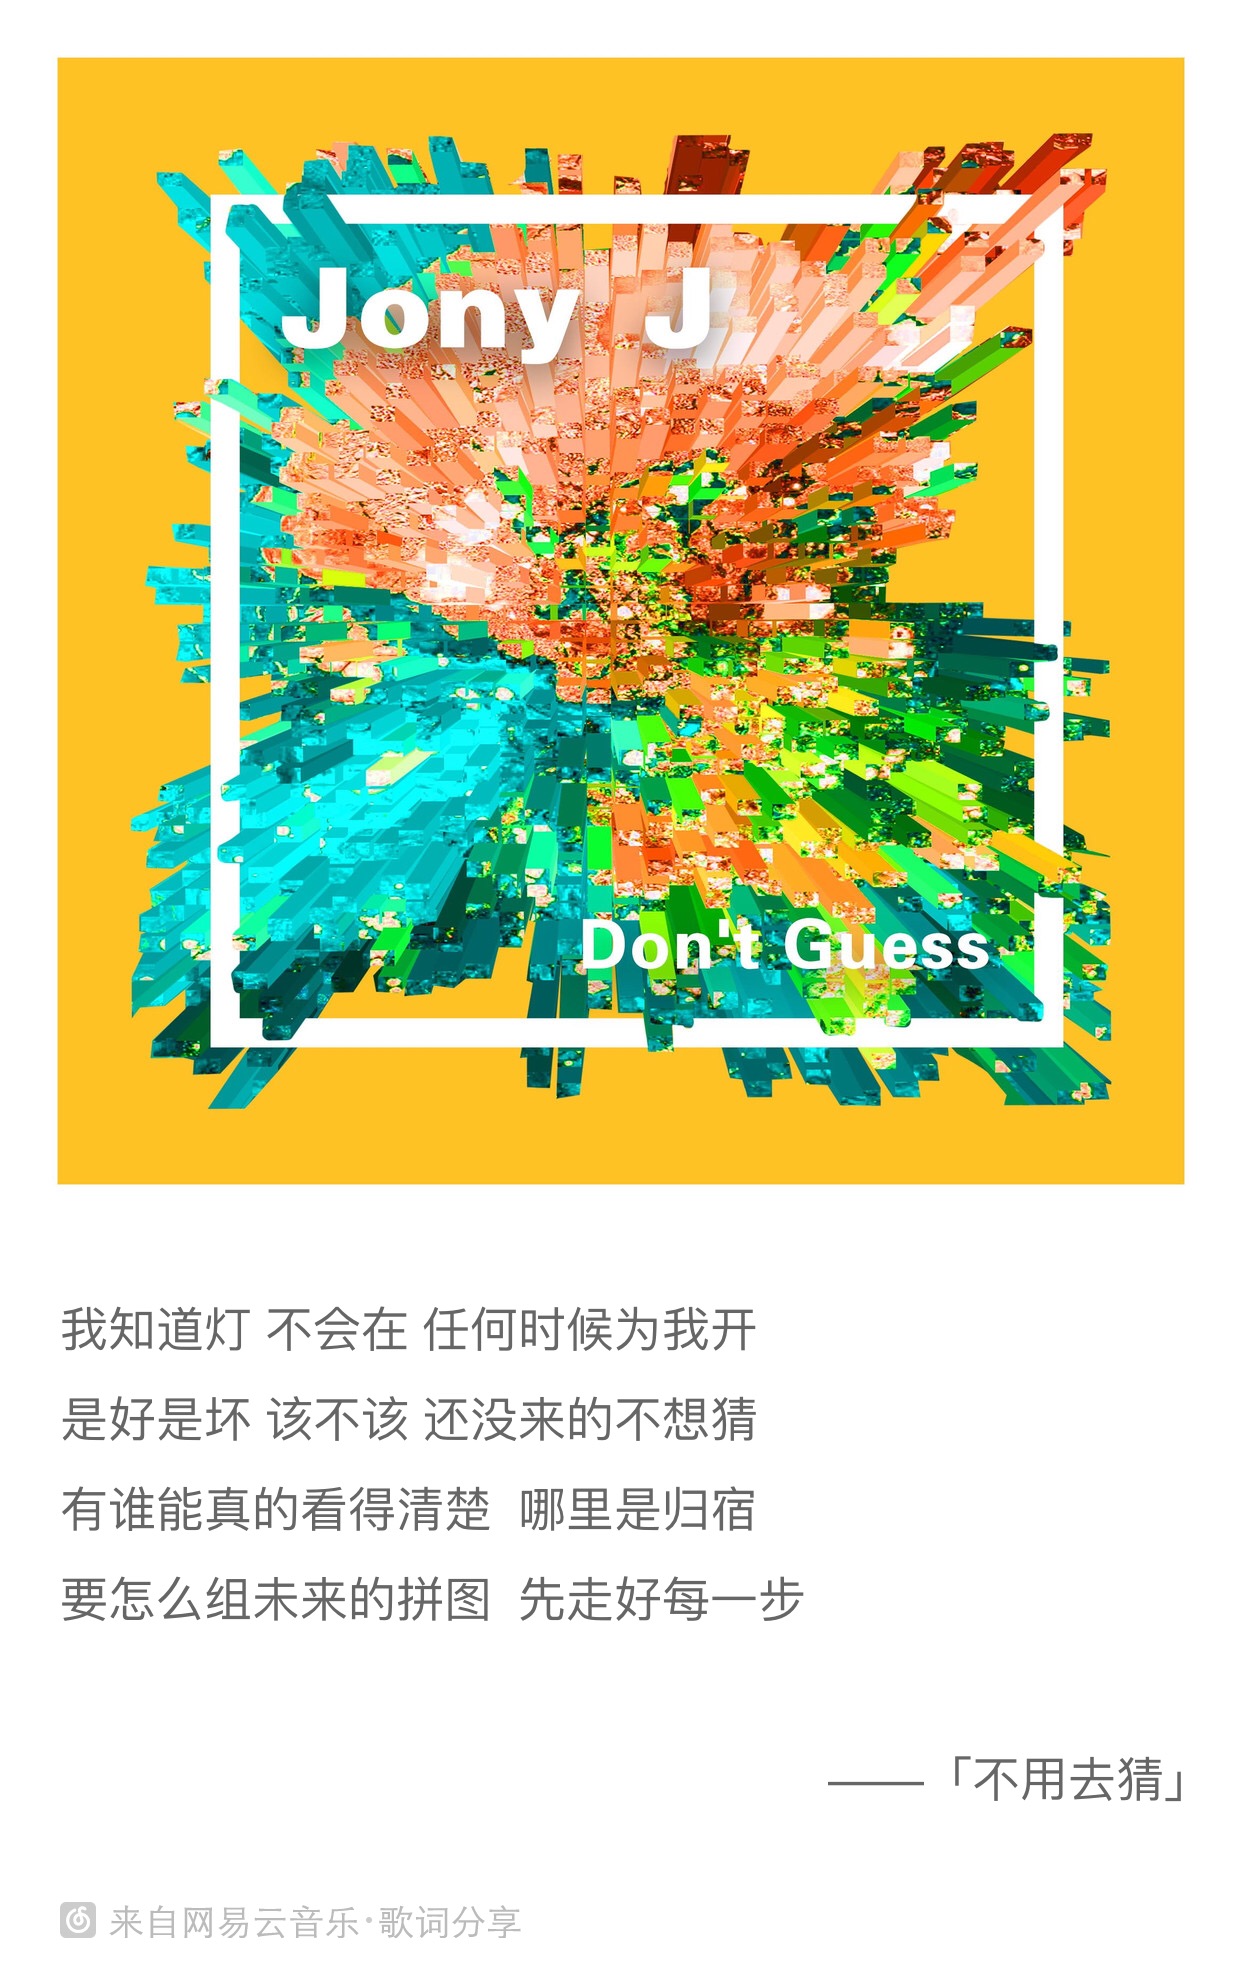 Jony J
Don't Guess
我知道灯 不会在 任何时候为我开
是好是坏 该不该 还没来的不想猜
有谁能真的看得清楚  哪里是归宿
要怎么组未来的拼图  先走好每一步
——「不用去猜」
来自网易云音乐·歌词分享